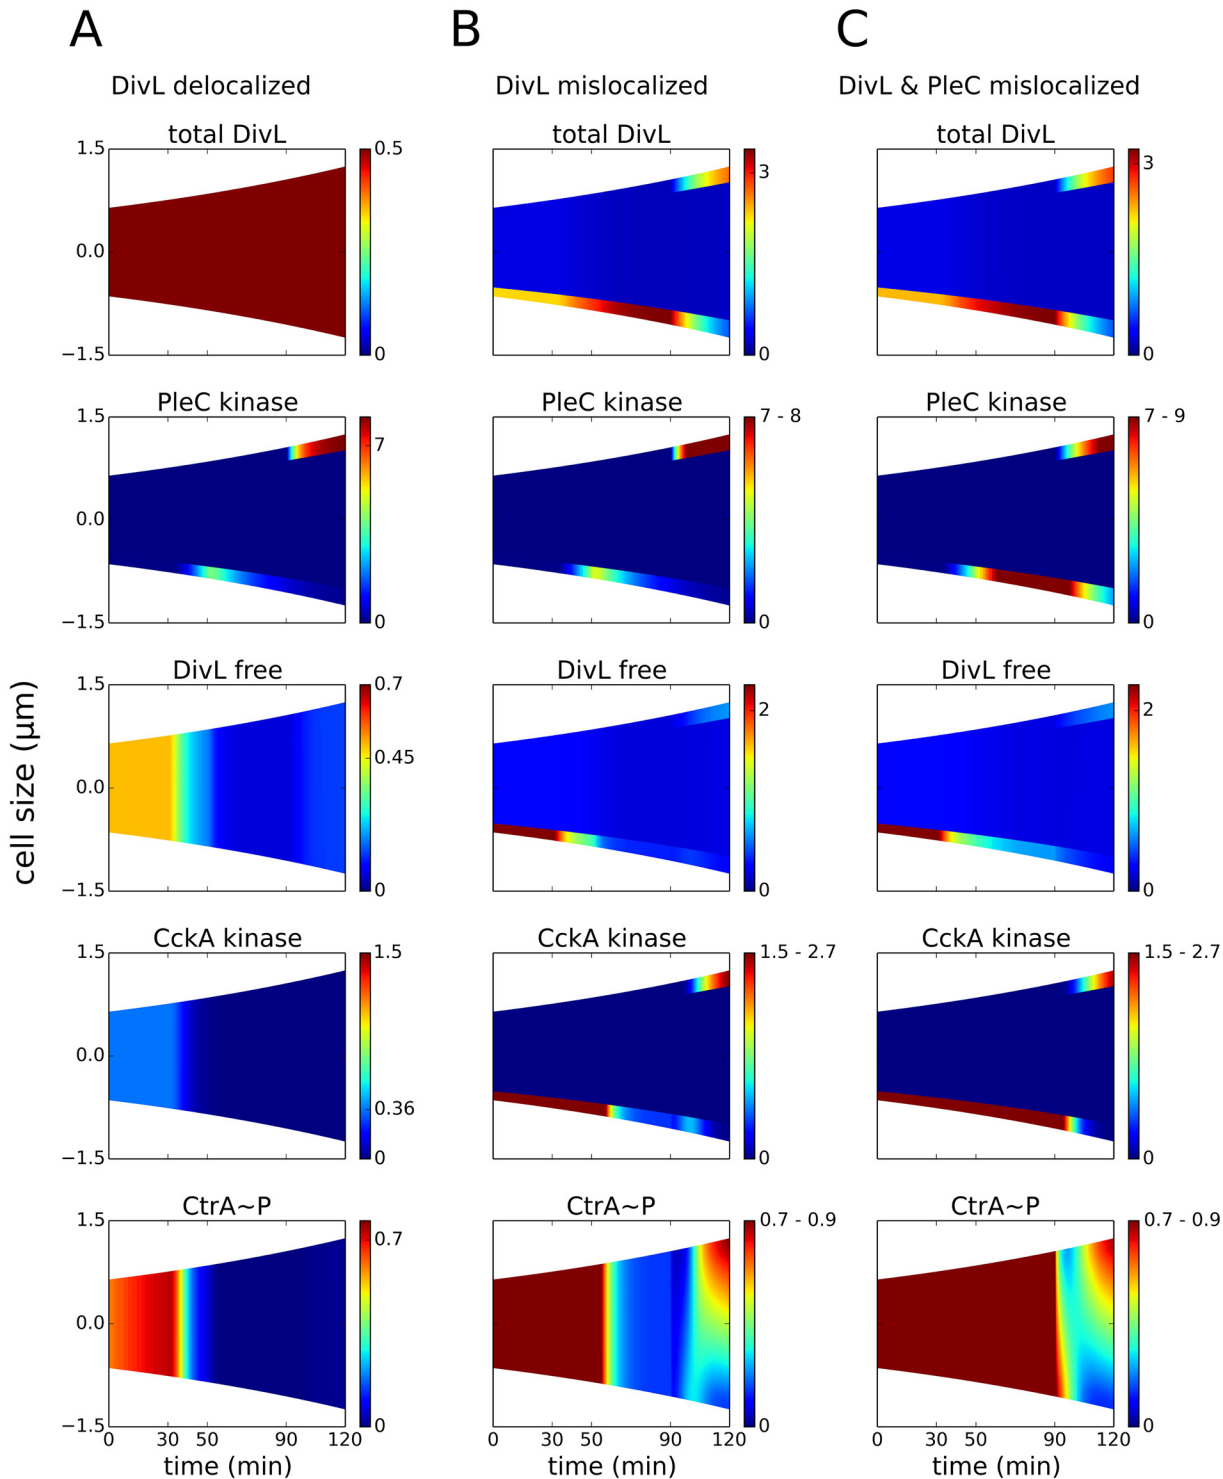 A B C
DivL delocalized DivL mislocalized DivL & PleC mislocalized
total DivL total DivL total DivL
1.5 0.5 3 3
0.0
−1.5 0 0 0
PleC kinase PleC kinase PleC kinase
1.5 7 - 8 7 - 9
7
0.0
−1.5 0 0 0
DivL free DivL free DivL free
1.5 0.7 2 2
0.45
0.0
−1.5 0 0 0
cell size (μm)
CckA kinase CckA kinase CckA kinase
1.5 1.5 1.5 - 2.7 1.5 - 2.7
0.0
0.36
−1.5 0 0 0
CtrA~P CtrA~P CtrA~P
1.5 0.7 0.7 - 0.9 0.7 - 0.9
0.0
−1.5 0 0 0
0 30 50 90 120 0 30 50 90 120 0 30 50 90 120
time (min) time (min) time (min)